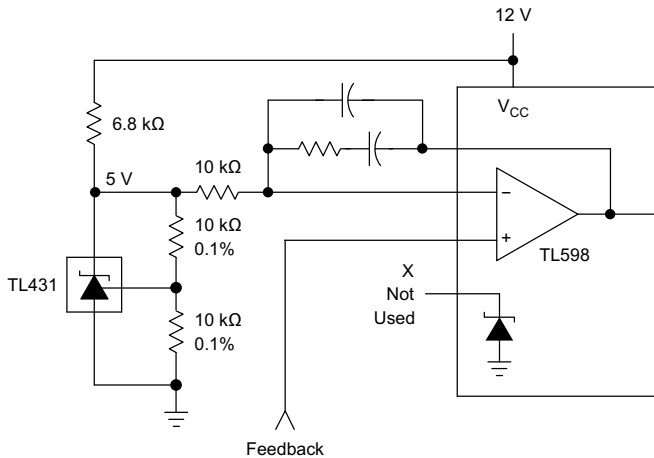 12 V
V_CC
6.8 kΩ
5 V
10 kΩ
10 kΩ
0.1%
−
+
TL598
TL431
X
Not
Used
10 kΩ
0.1%
Feedback